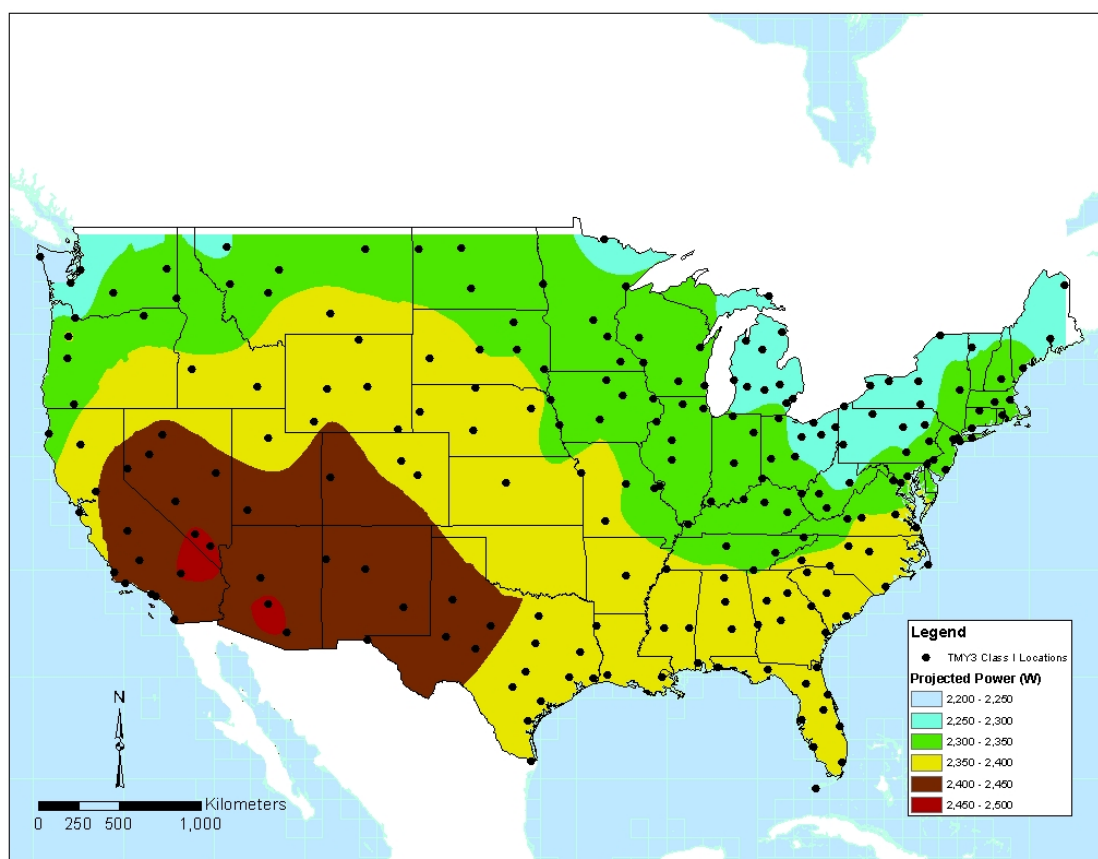 N
Kilometers
0 250 500 1,000
Legend
TMY3 Class I Locations
Projected Power (W)
2,200 - 2,250
2,250 - 2,300
2,300 - 2,350
2,350 - 2,400
2,400 - 2,450
2,450 - 2,500